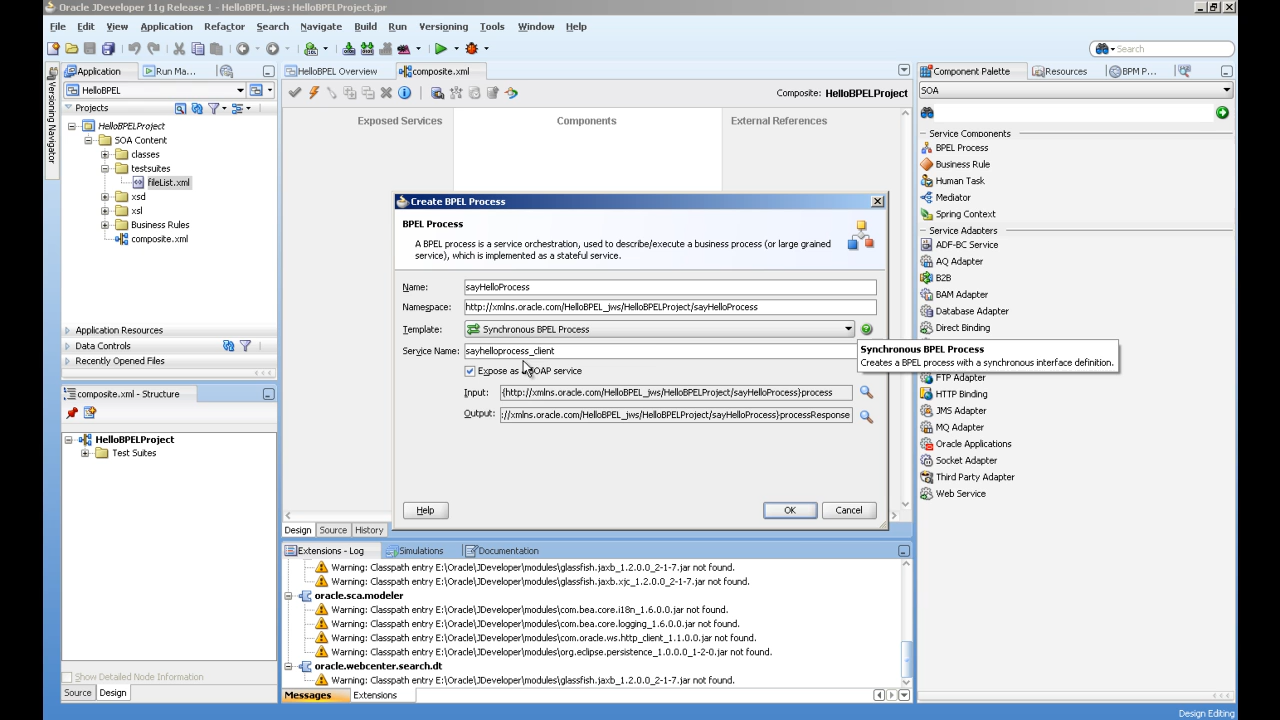 Oracle JDeveloper 11g Release 1 - HelloBPEL.jws : HelloBPELProject.jpr
File Edit View Application Refactor Search Navigate Build Run Versioning Tools Window Help
Search
Application Run Ma...
HelloBPEL
Projects
HelloBPELProject
SOA Content
classes
testsuites
fileList.xml
xsd
xsl
Business Rules
composite.xml
Application Resources
Data Controls
Recently Opened Files
Versioning Navigator
composite.xml - Structure
HelloBPELProject
Test Suites
Show Detailed Node Information
Source Design
HelloBPEL Overview composite.xml
Composite: HelloBPELProject
Exposed Services Components External References
Create BPEL Process
BPEL Process
A BPEL process is a service orchestration, used to describe/execute a business process (or large grained
service), which is implemented as a stateful service.
Name: sayHelloProcess
Namespace: http://xmlns.oracle.com/HelloBPEL_jws/HelloBPELProject/sayHelloProcess
Template: Synchronous BPEL Process
Service Name: sayhelloprocess_client
Expose as SOAP service
Input: {http://xmlns.oracle.com/HelloBPEL_jws/HelloBPELProject/sayHelloProcess}process
Output: ://xmlns.oracle.com/HelloBPEL_jws/HelloBPELProject/sayHelloProcess}processResponse
Help OK Cancel
Synchronous BPEL Process
Creates a BPEL process with a synchronous interface definition.
Design Source History
Extensions - Log Simulations Documentation
Warning: Classpath entry E:\Oracle\JDeveloper\modules\glassfish.jaxb_1.2.0.0_2-1-7.jar not found.
Warning: Classpath entry E:\Oracle\JDeveloper\modules\glassfish.jaxb.xjc_1.2.0.0_2-1-7.jar not found.
oracle.sca.modeler
Warning: Classpath entry E:\Oracle\JDeveloper\modules\com.bea.core.i18n_1.6.0.0.jar not found.
Warning: Classpath entry E:\Oracle\JDeveloper\modules\com.bea.core.logging_1.6.0.0.jar not found.
Warning: Classpath entry E:\Oracle\JDeveloper\modules\com.oracle.ws.http_client_1.1.0.0.jar not found.
Warning: Classpath entry E:\Oracle\JDeveloper\modules\org.eclipse.persistence_1.0.0.0_1-2-0.jar not found.
oracle.webcenter.search.dt
Warning: Classpath entry E:\Oracle\JDeveloper\modules\glassfish.jaxb_1.2.0.0_2-1-7.jar not found.
Messages Extensions
Component Palette Resources BPM P...
SOA
Service Components
BPEL Process
Business Rule
Human Task
Mediator
Spring Context
Service Adapters
ADF-BC Service
AQ Adapter
B2B
BAM Adapter
Database Adapter
Direct Binding
FTP Adapter
HTTP Binding
JMS Adapter
MQ Adapter
Oracle Applications
Socket Adapter
Third Party Adapter
Web Service
Design Editing